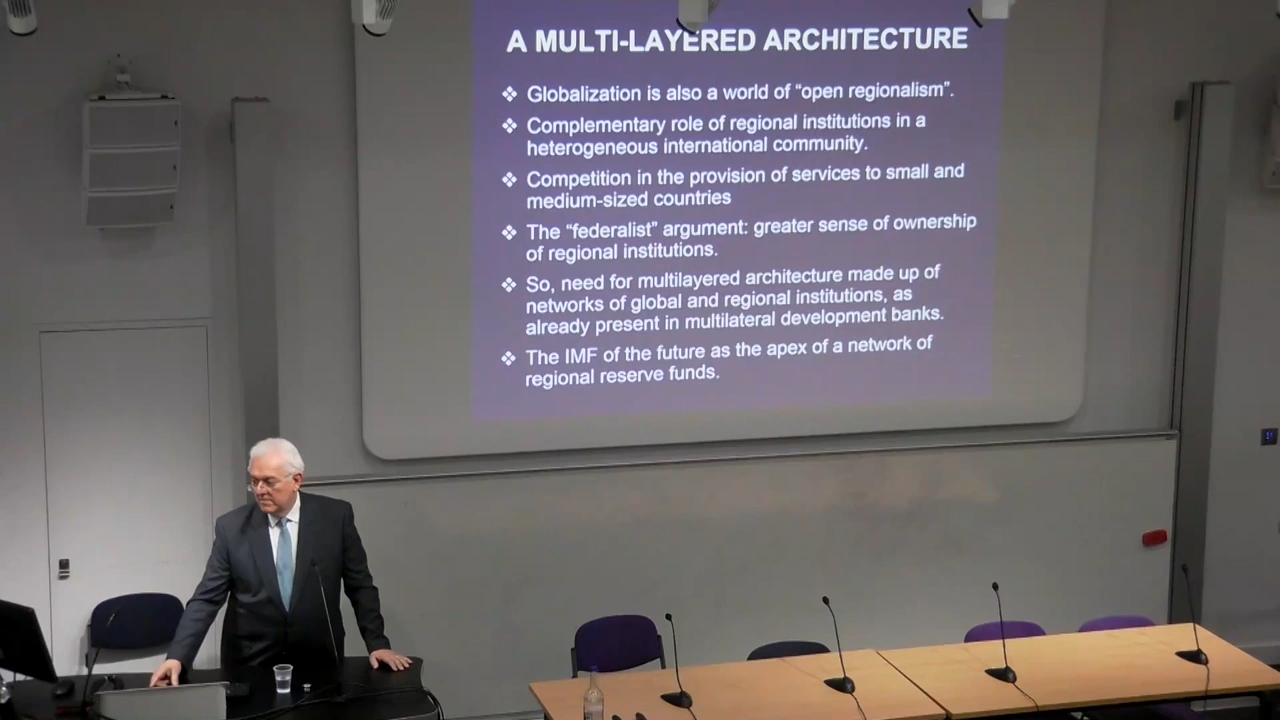 A MULTI-LAYERED ARCHITECTURE
❖ Globalization is also a world of “open regionalism”.
❖ Complementary role of regional institutions in a
heterogeneous international community.
❖ Competition in the provision of services to small and
medium-sized countries
❖ The “federalist” argument: greater sense of ownership
of regional institutions.
❖ So, need for multilayered architecture made up of
networks of global and regional institutions, as
already present in multilateral development banks.
❖ The IMF of the future as the apex of a network of
regional reserve funds.